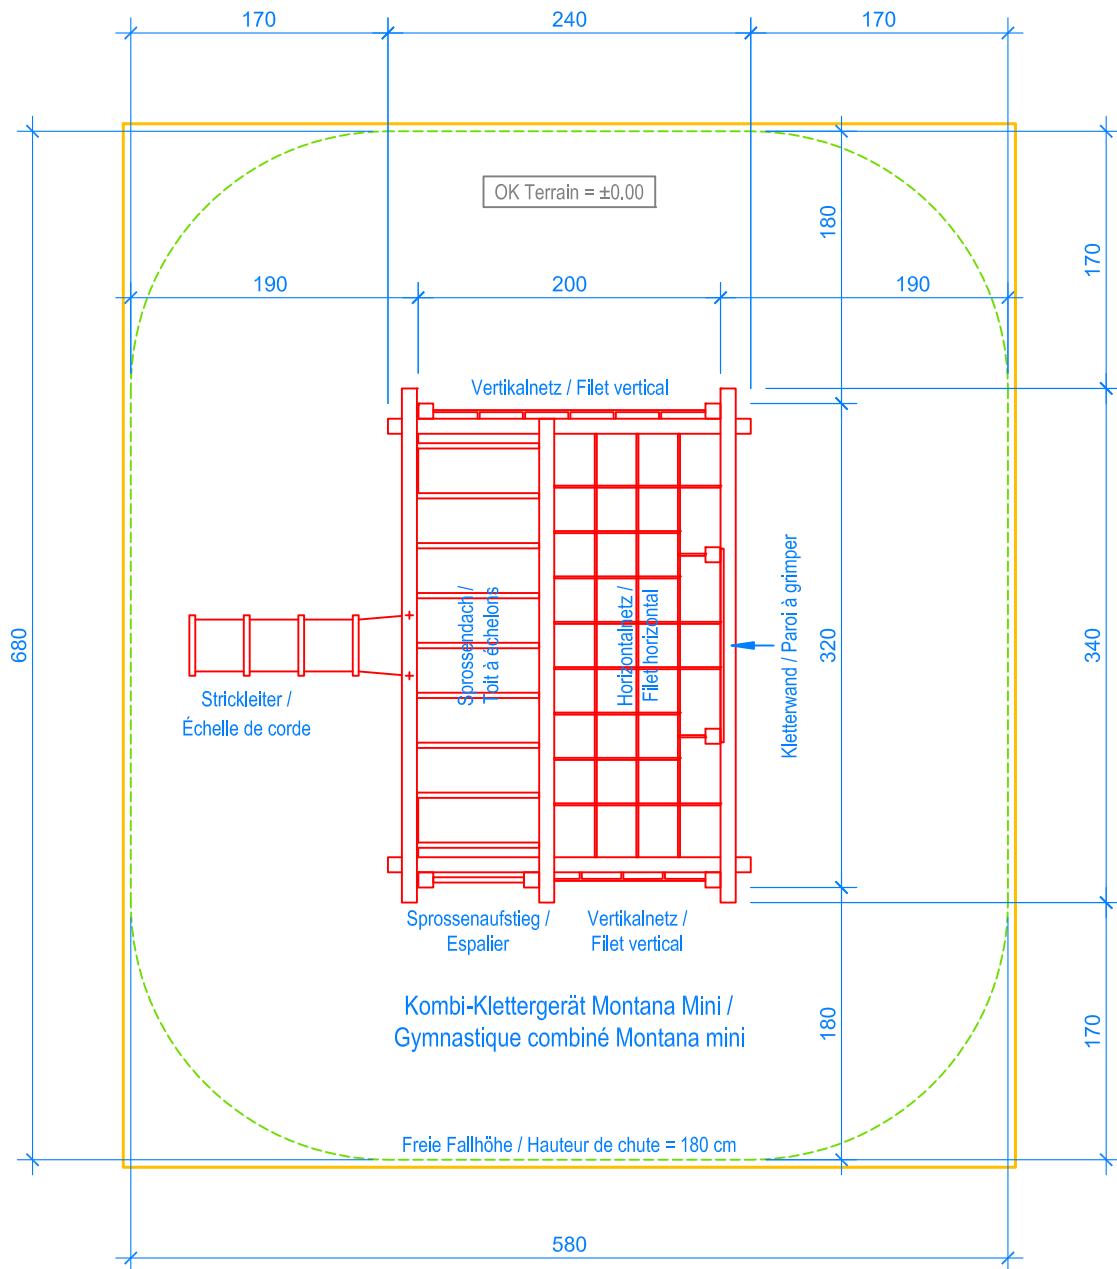 170
240
170
OK Terrain = ±0.00
180
170
190
200
190
Vertikalnetz / Filet vertical
Sprossendach /
Toit à échelons
Horizontalnetz /
Filet horizontal
Kletterwand / Paroi à grimper
680
320
340
Strickleiter /
Échelle de corde
Sprossenaufstieg /
Espalier
Vertikalnetz /
Filet vertical
Kombi-Klettergerät Montana Mini /
Gymnastique combiné Montana mini
180
170
Freie Fallhöhe / Hauteur de chute = 180 cm
580